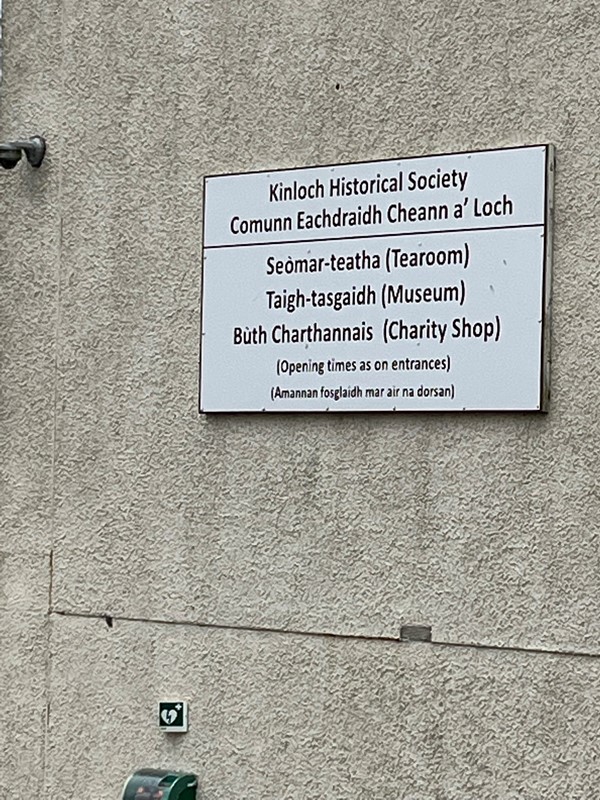 Kinloch Historical Society
Comunn Eachdraidh Cheann a' Loch
Seòmar-teatha (Tearoom)
Taigh-tasgaidh (Museum)
Bùth Charthannais (Charity Shop)
(Opening times as on entrances)
(Amannan fosglaidh mar air na dorsan)